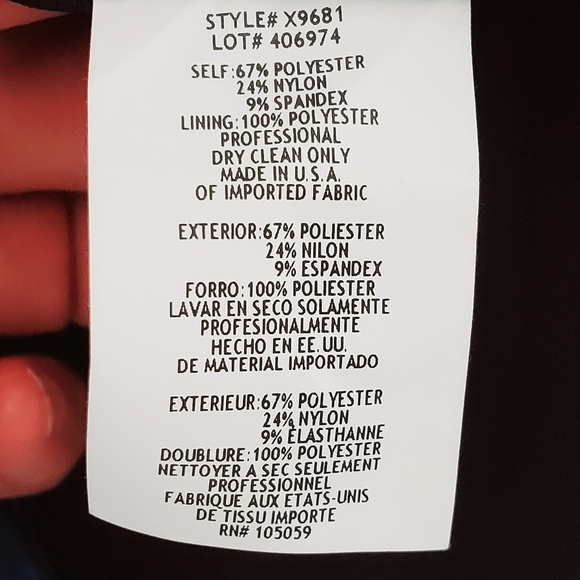 STYLE# X9681
LOT# 406974
SELF:67% POLYESTER
24% NYLON
9% SPANDEX
LINING:100% POLYESTER
PROFESSIONAL
DRY CLEAN ONLY
MADE IN U.S.A.
OF IMPORTED FABRIC
EXTERIOR:67% POLIESTER
24% NILON
9% ESPANDEX
FORRO:100% POLIESTER
LAVAR EN SECO SOLAMENTE
PROFESIONALMENTE
HECHO EN EE.UU.
DE MATERIAL IMPORTADO
EXTERIEUR:67% POLYESTER
24% NYLON
9% ÉLASTHANNE
DOUBLURE:100% POLYESTER
NETTOYER A SEC SEULEMENT
PROFESSIONNEL
FABRIQUE AUX ETATS-UNIS
DE TISSU IMPORTE
RN# 105059